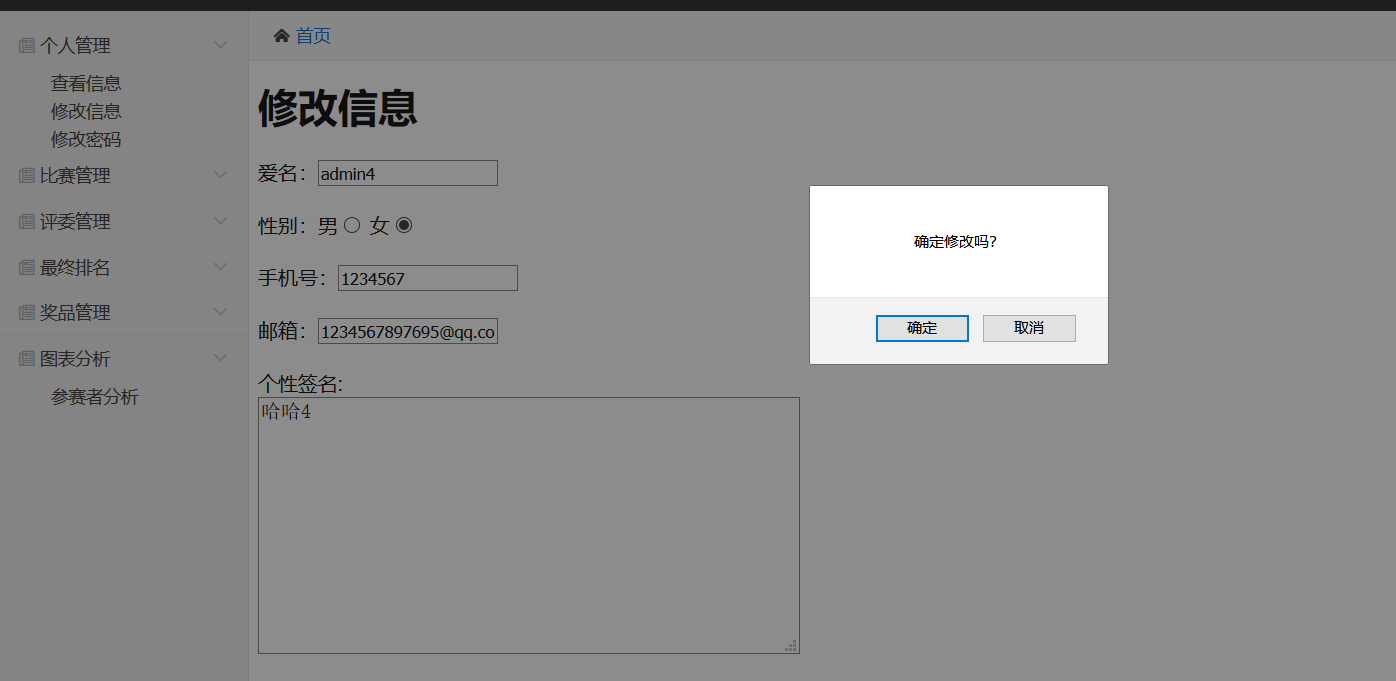 个人管理
查看信息
修改信息
修改密码
比赛管理
评委管理
最终排名
奖品管理
图表分析
参赛者分析
首页
修改信息
爱名：admin4
性别：男 女
手机号：1234567
邮箱：1234567897695@qq.co
个性签名:
哈哈4
确定修改吗?
确定 取消